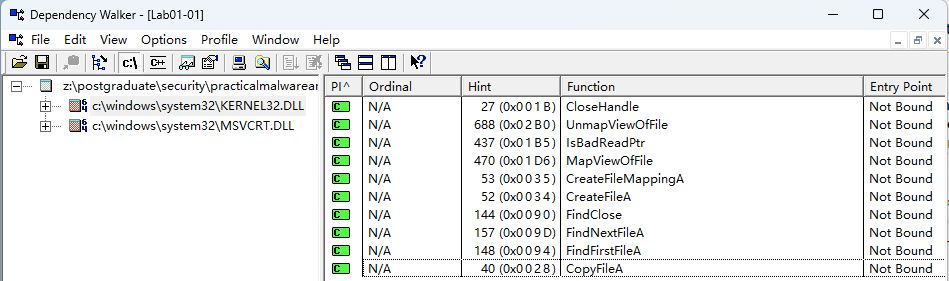 Dependency Walker - [Lab01-01]
File Edit View Options Profile Window Help
c:\ C++
z:\postgraduate\security\practicalmalwarear
c:\windows\system32\KERNEL32.DLL
c:\windows\system32\MSVCRT.DLL
PI^ Ordinal Hint Function Entry Point
C N/A 27 (0x001B) CloseHandle Not Bound
C N/A 688 (0x02B0) UnmapViewOfFile Not Bound
C N/A 437 (0x01B5) IsBadReadPtr Not Bound
C N/A 470 (0x01D6) MapViewOfFile Not Bound
C N/A 53 (0x0035) CreateFileMappingA Not Bound
C N/A 52 (0x0034) CreateFileA Not Bound
C N/A 144 (0x0090) FindClose Not Bound
C N/A 157 (0x009D) FindNextFileA Not Bound
C N/A 148 (0x0094) FindFirstFileA Not Bound
C N/A 40 (0x0028) CopyFileA Not Bound